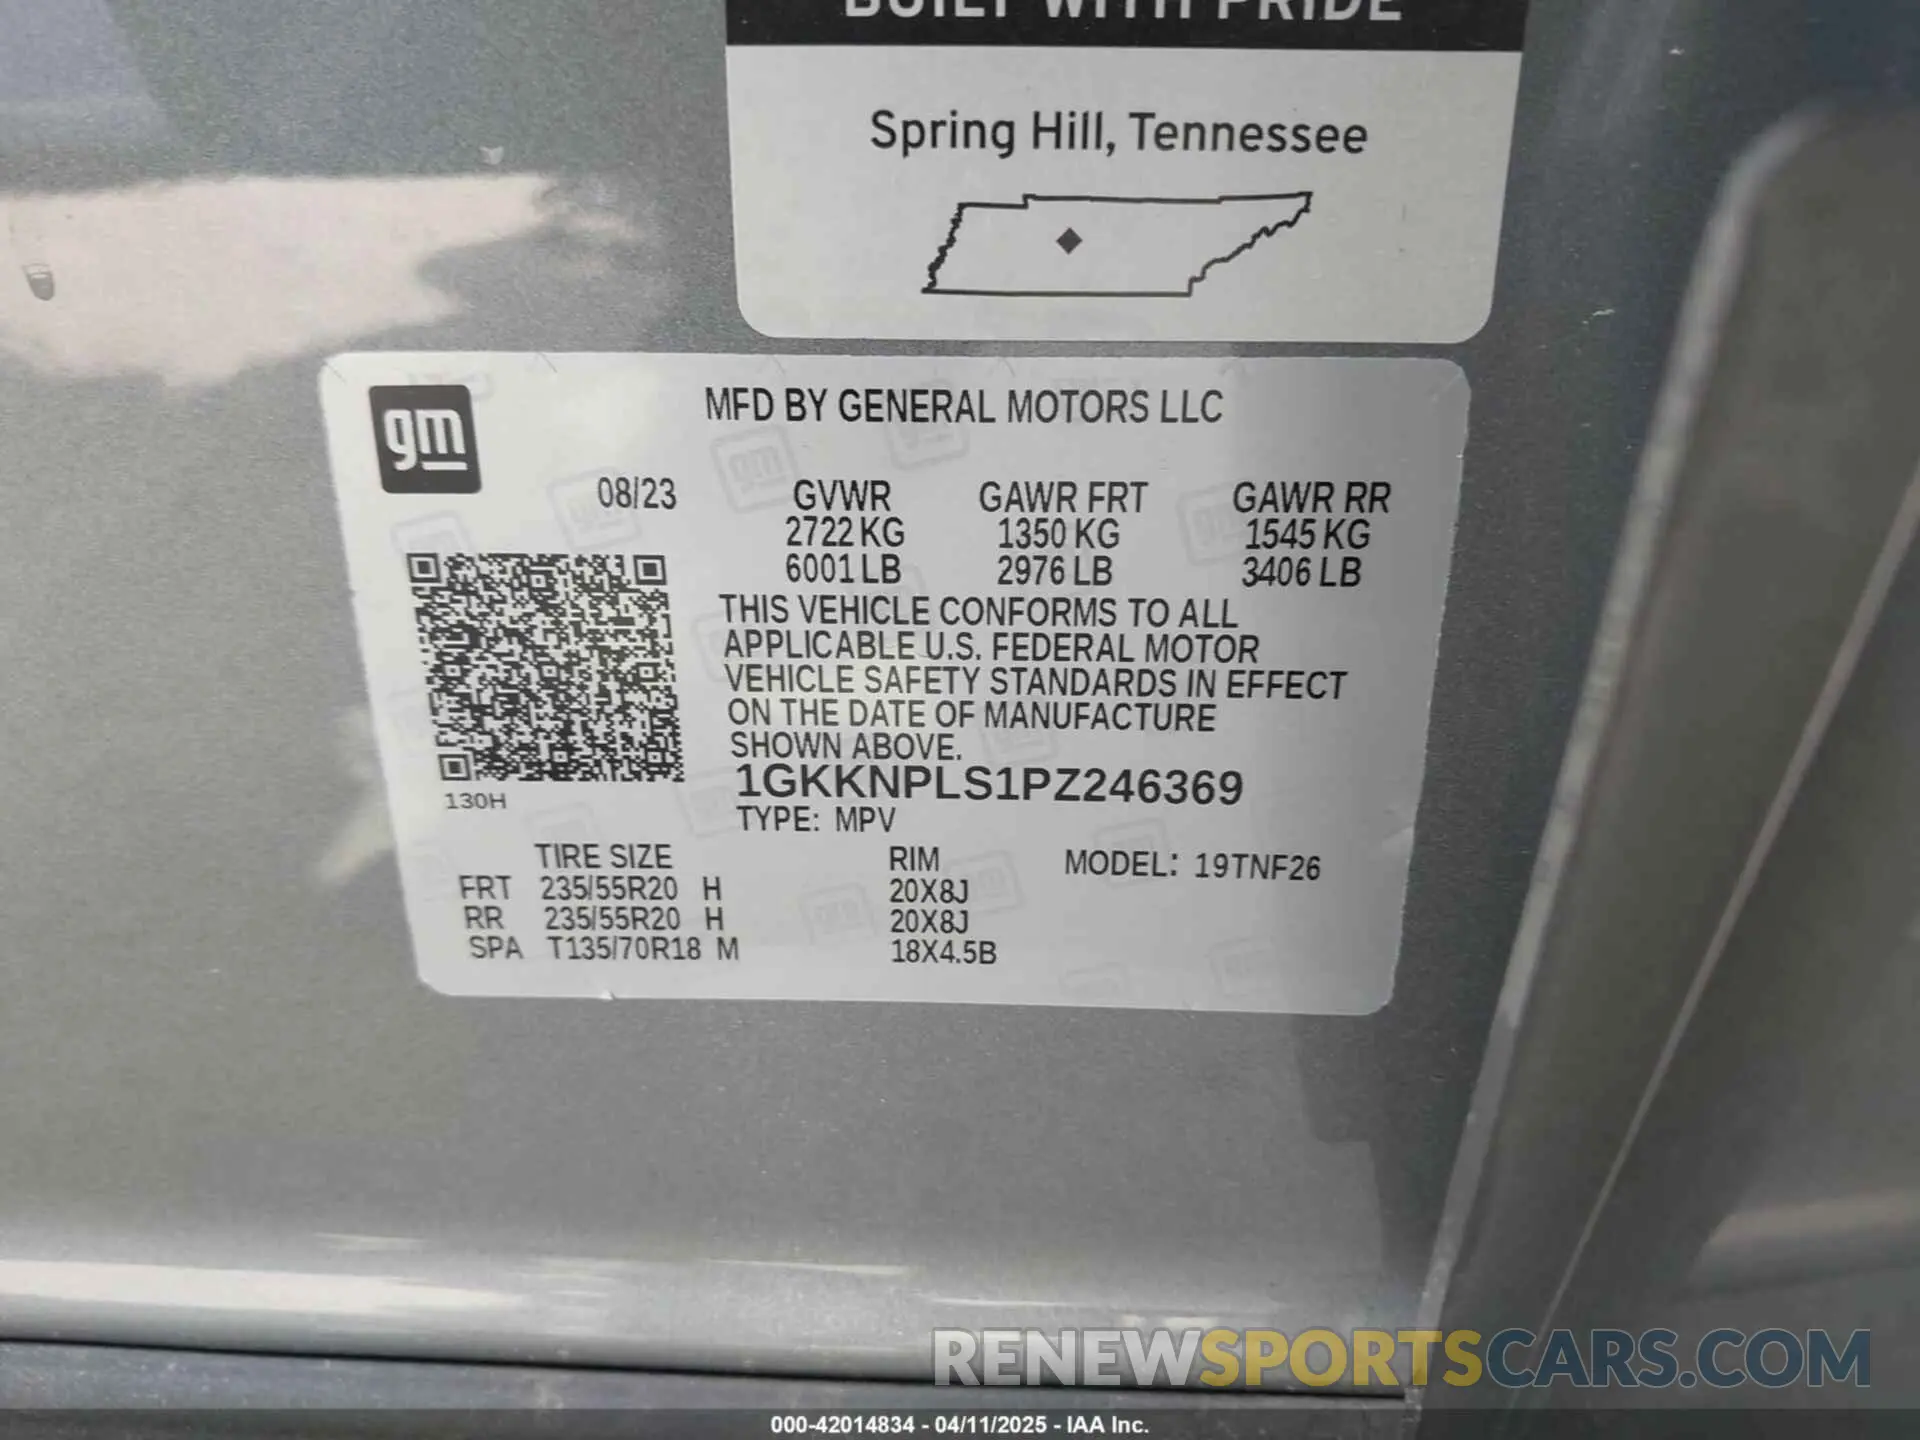 BUILT WITH PRIDE
Spring Hill, Tennessee
gm
MFD BY GENERAL MOTORS LLC
08/23 GVWR GAWR FRT GAWR RR
2722 KG 1350 KG 1545 KG
6001 LB 2976 LB 3406 LB
THIS VEHICLE CONFORMS TO ALL
APPLICABLE U.S. FEDERAL MOTOR
VEHICLE SAFETY STANDARDS IN EFFECT
ON THE DATE OF MANUFACTURE
SHOWN ABOVE.
1GKKNPLS1PZ246369
130H
TYPE: MPV
TIRE SIZE RIM MODEL: 19TNF26
FRT 235/55R20 H 20X8J
RR 235/55R20 H 20X8J
SPA T135/70R18 M 18X4.5B
RENEWSPORTSCARS.COM
000-42014834 - 04/11/2025 - IAA Inc.